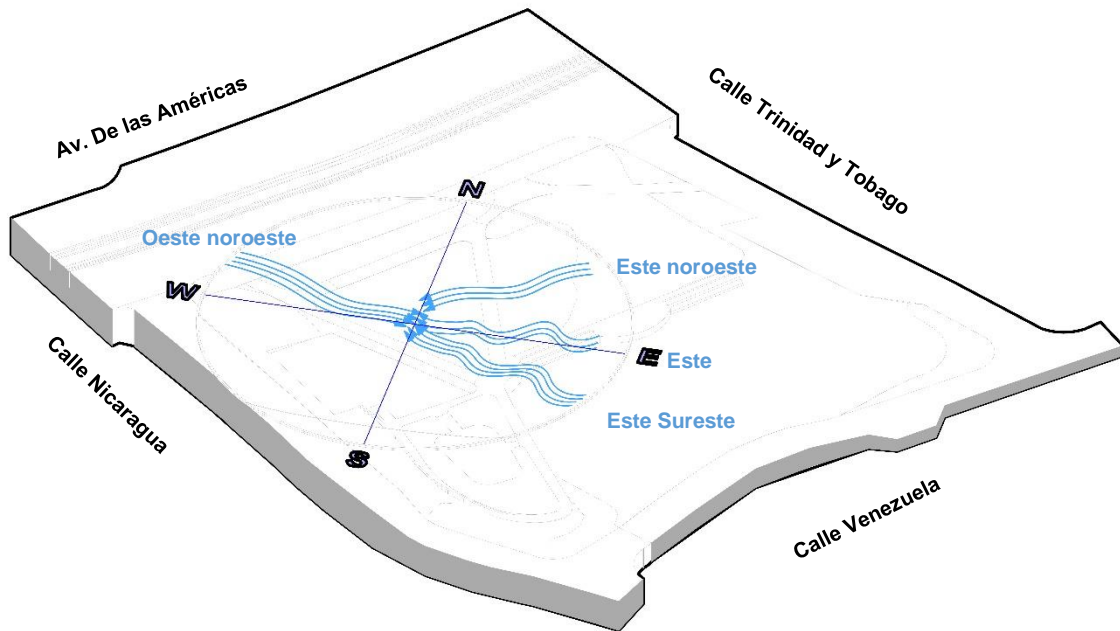 Av. De las Américas
Calle Trinidad y Tobago
N
Oeste noroeste
Este noroeste
W
E
Este
Calle Nicaragua
Este Sureste
S
Calle Venezuela